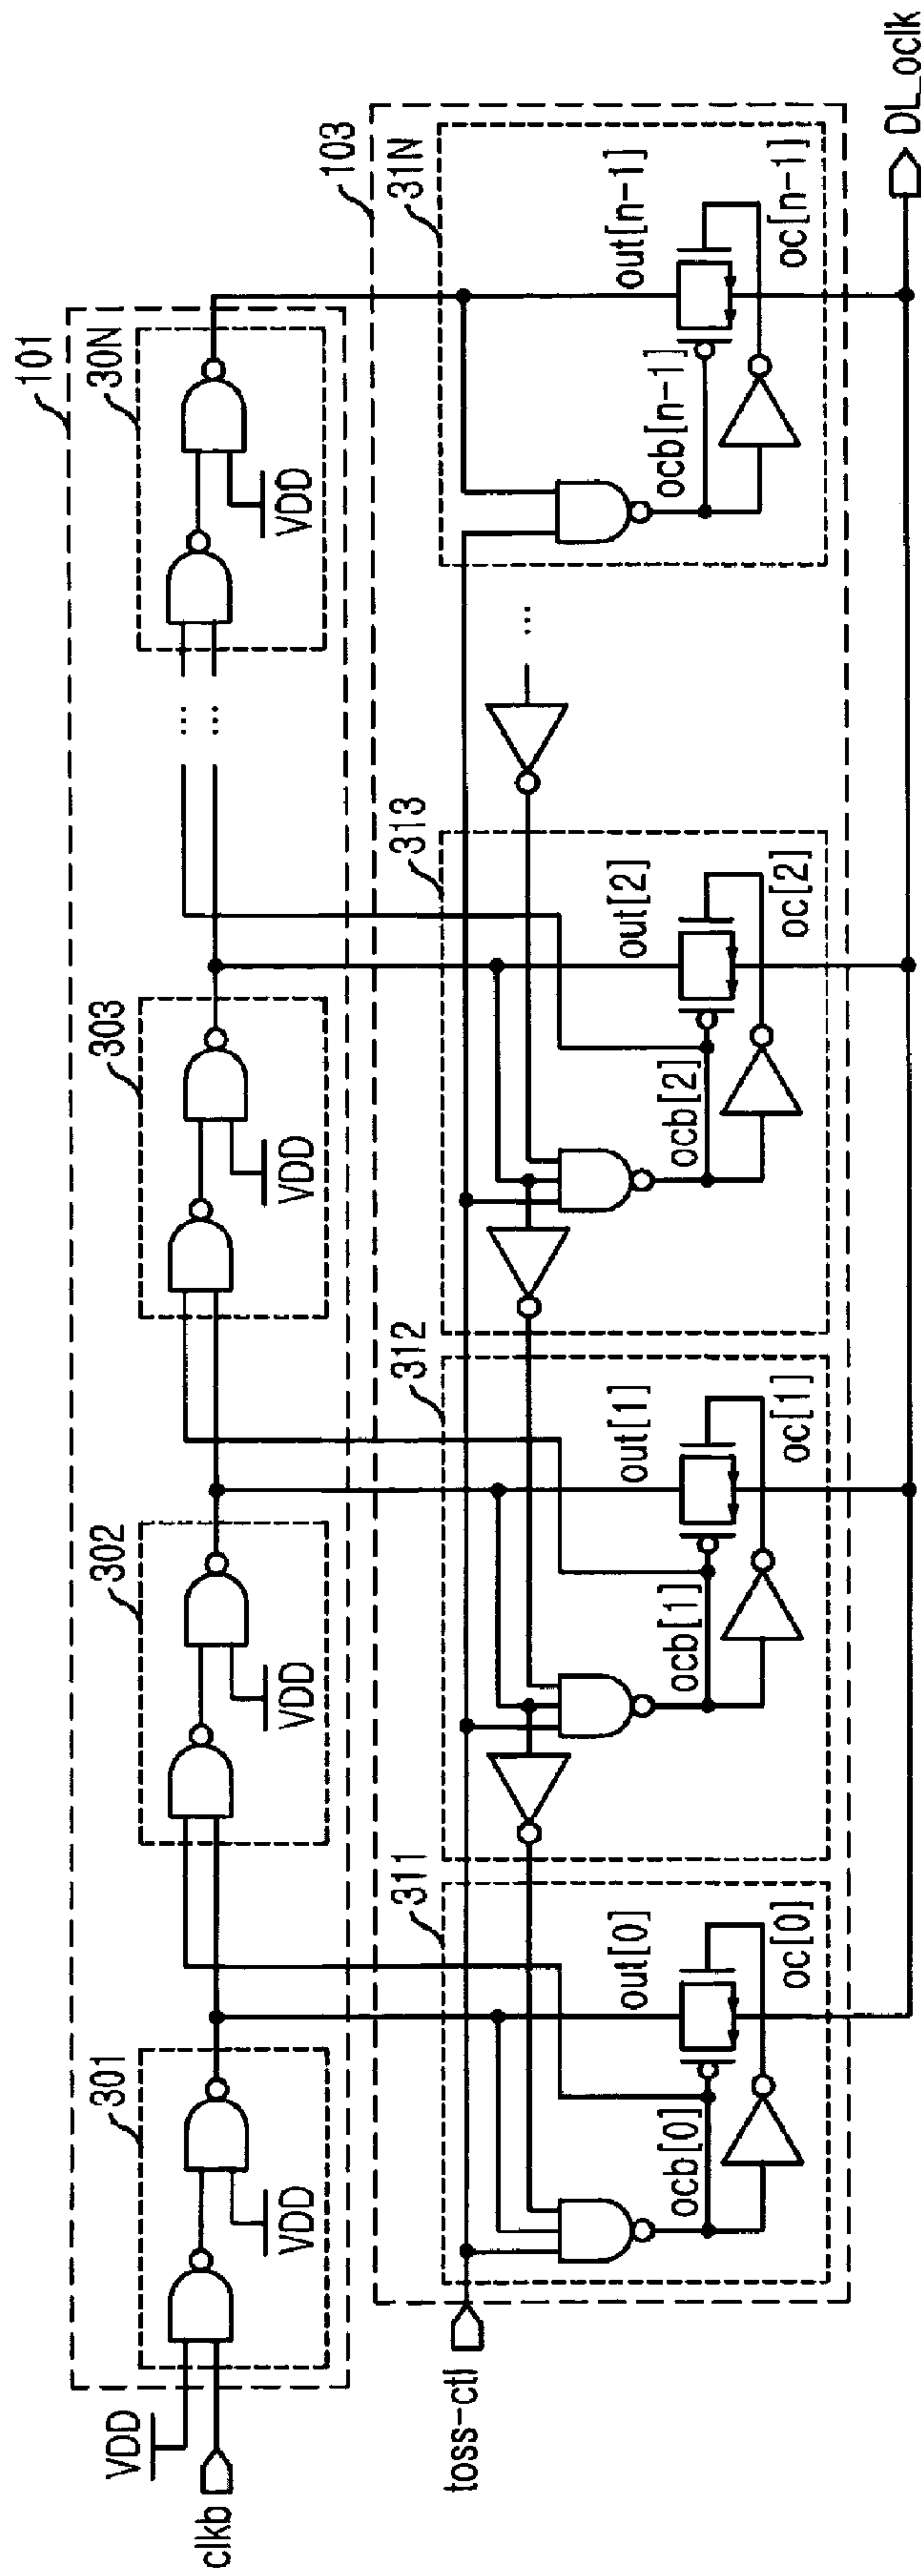 101
30N
VDD
...
...
303
VDD
302
VDD
301
VDD
VDD
clkb
103
31N
out[n-1]
ocb[n-1]
oc[n-1]
...
313
out[2]
ocb[2]
oc[2]
312
out[1]
ocb[1]
oc[1]
311
out[0]
ocb[0]
oc[0]
toss-ctl
DL_oclk